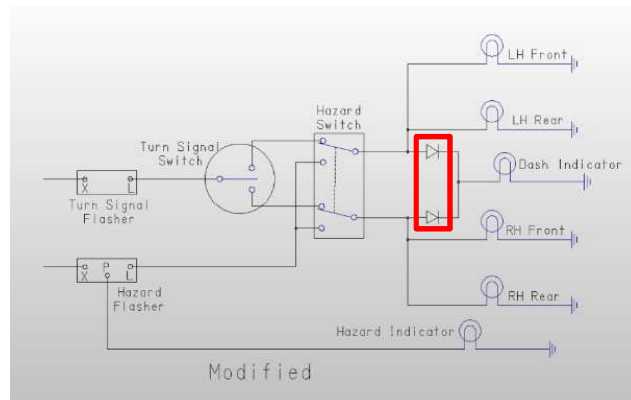 LH Front
Hazard
Switch
LH Rear
Turn Signal
Switch
Dash Indicator
X L
Turn Signal
Flasher
RH Front
X P L
Hazard
Flasher
RH Rear
Hazard Indicator
Modified